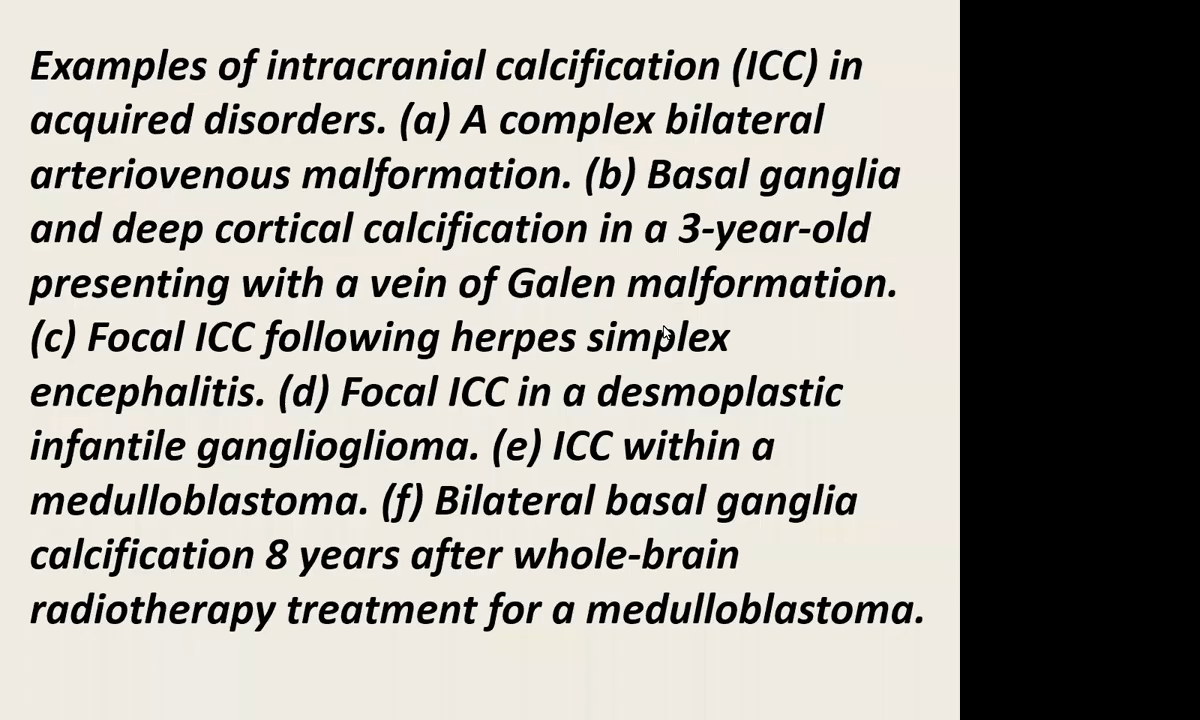 Examples of intracranial calcification (ICC) in
acquired disorders. (a) A complex bilateral
arteriovenous malformation. (b) Basal ganglia
and deep cortical calcification in a 3-year-old
presenting with a vein of Galen malformation.
(c) Focal ICC following herpes simplex
encephalitis. (d) Focal ICC in a desmoplastic
infantile ganglioglioma. (e) ICC within a
medulloblastoma. (f) Bilateral basal ganglia
calcification 8 years after whole-brain
radiotherapy treatment for a medulloblastoma.